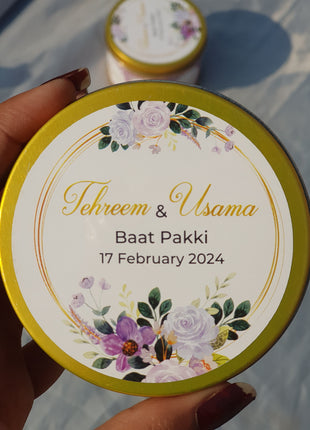 Tehreem & Usama
Baat Pakki
17 February 2024